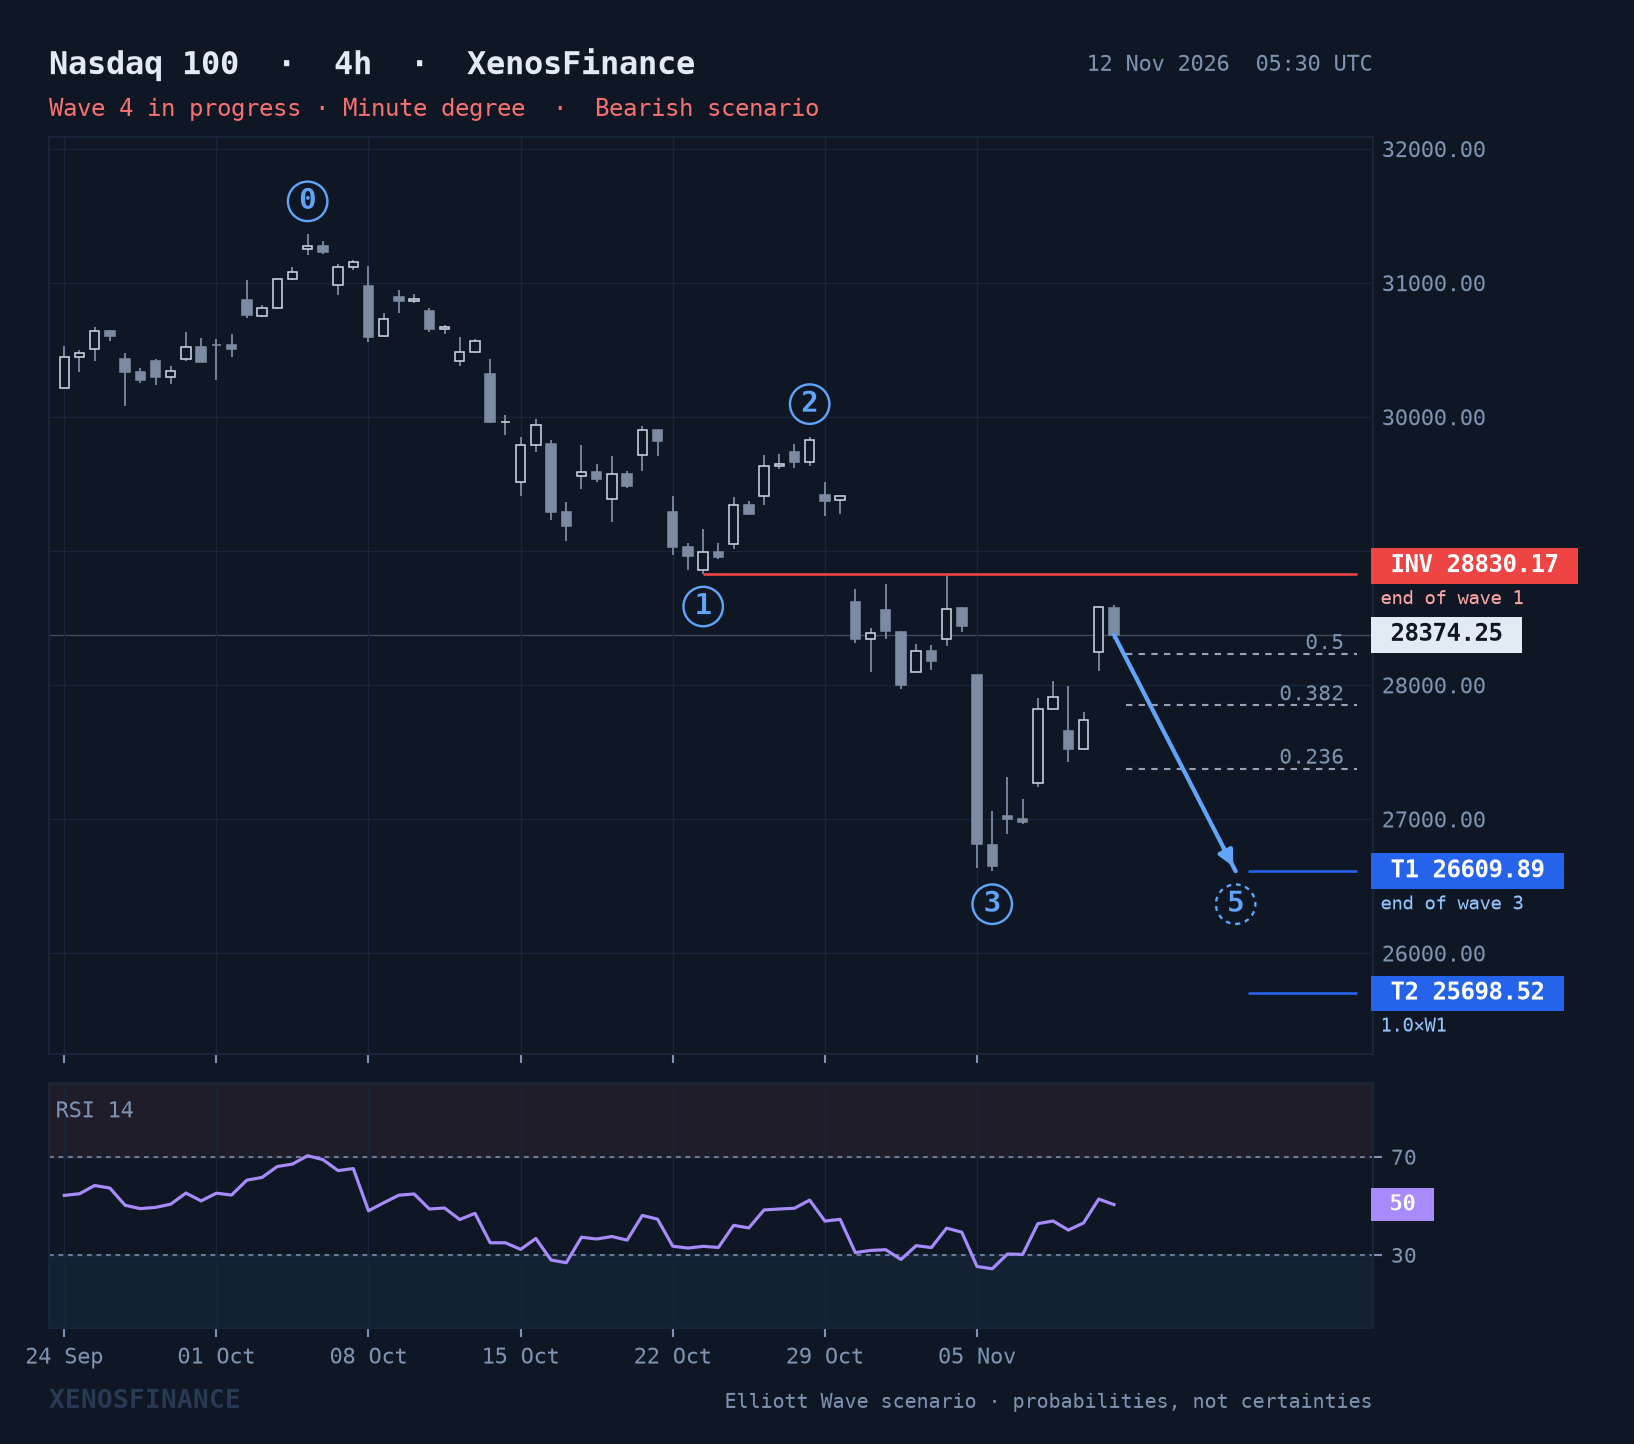 Nasdaq 100 · 4h · XenosFinance
12 Nov 2026 05:30 UTC
Wave 4 in progress · Minute degree · Bearish scenario
32000.00
0
31000.00
2
30000.00
INV 28830.17
end of wave 1
1
28374.25
0.5
28000.00
0.382
0.236
27000.00
T1 26609.89
end of wave 3
3
5
26000.00
T2 25698.52
1.0×W1
RSI 14
70
50
30
24 Sep
01 Oct
08 Oct
15 Oct
22 Oct
29 Oct
05 Nov
XENOSFINANCE
Elliott Wave scenario · probabilities, not certainties